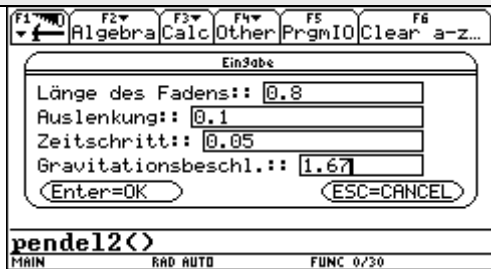 F1 F2 F3 F4 F5 F6
Algebra Calc Other PrgmIO Clear a-z…
Eingabe
Länge des Fadens:: 0.8
Auslenkung:: 0.1
Zeitschritt:: 0.05
Gravitationsbeschl.:: 1.67
Enter=OK ESC=CANCEL
pendel2()
MAIN RAD AUTO FUNC 0/30